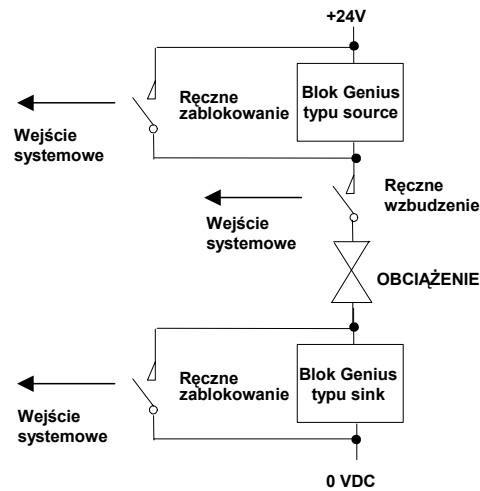 +24V
Ręczne
zablokowanie
Blok Genius
typu source
Wejście
systemowe
Ręczne
wzbudzenie
Wejście
systemowe
OBCIĄŻENIE
Ręczne
zablokowanie
Blok Genius
typu sink
Wejście
systemowe
0 VDC